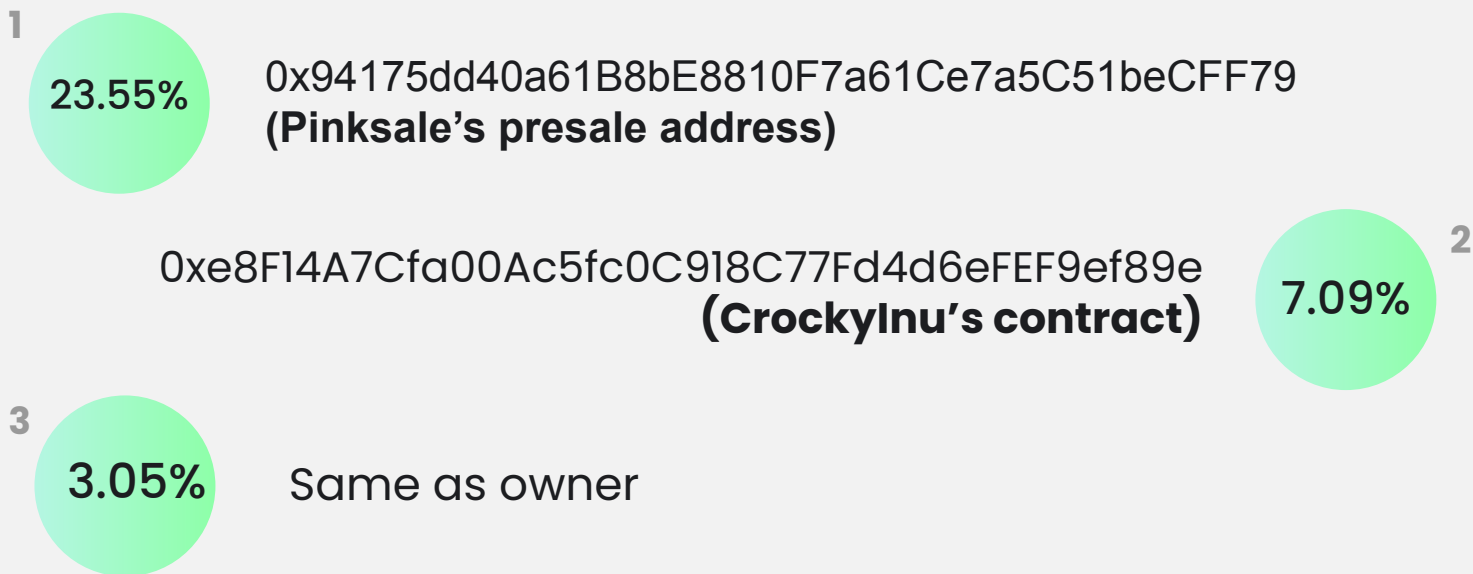 1
23.55%
0x94175dd40a61B8bE8810F7a61Ce7a5C51beCFF79
(Pinksale’s presale address)
0xe8F14A7Cfa00Ac5fc0C918C77Fd4d6eFEF9ef89e
(CrockyInu’s contract)
7.09%
2
3
3.05%
Same as owner